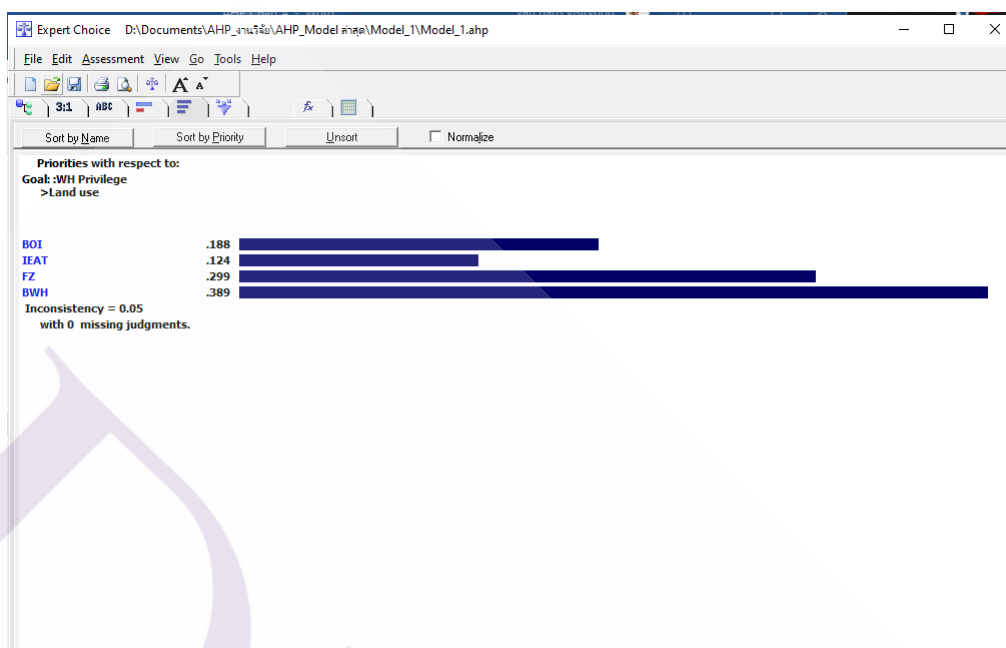 Expert Choice D:\Documents\AHP_งานวิจัย\AHP_Model ล่าสุด\Model_1\Model_1.ahp
File Edit Assessment View Go Tools Help
A A
3:1 ABC fx
Sort by Name Sort by Priority Unsort Normalize
Priorities with respect to:
Goal: :WH Privilege
>Land use
BOI .188
IEAT .124
FZ .299
BWH .389
Inconsistency = 0.05
with 0 missing judgments.